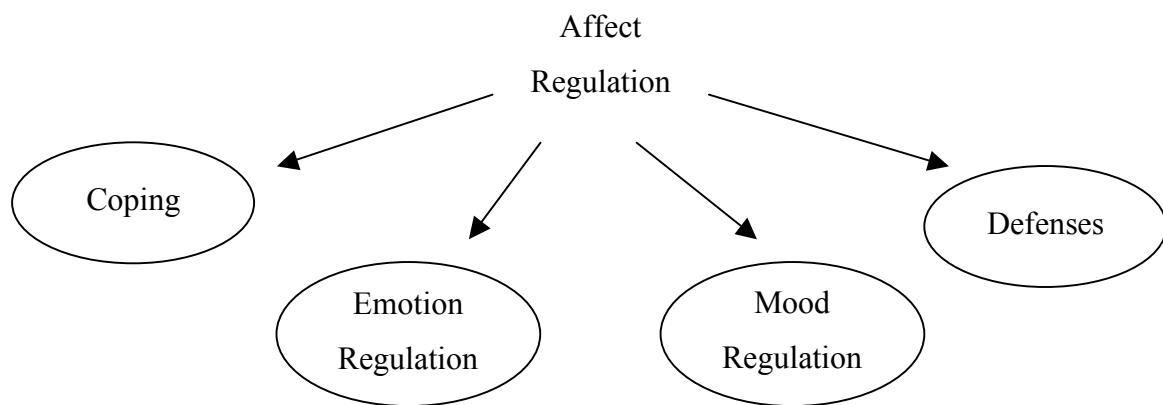 Affect
Regulation
Coping
Defenses
Emotion
Regulation
Mood
Regulation